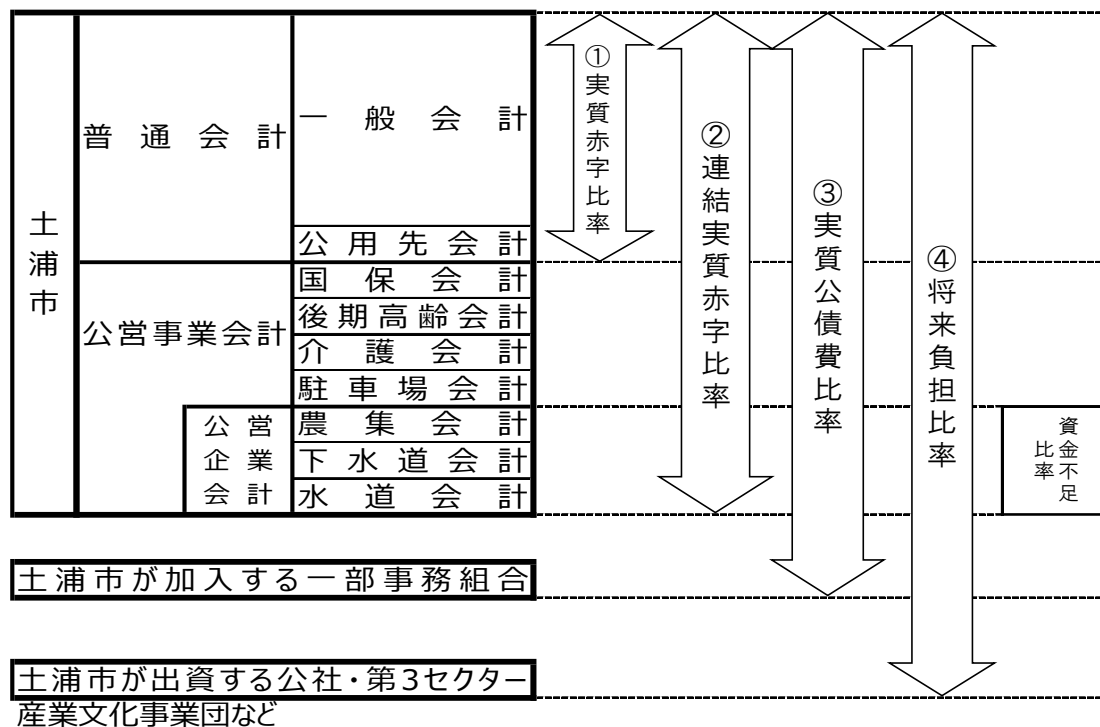 土浦市
普通会計
一般会計
公用先会計
公営事業会計
国保会計
後期高齢会計
介護会計
駐車場会計
公営
企業
会計
農集会計
下水道会計
水道会計
①実質赤字比率
②連結実質赤字比率
③実質公債費比率
④将来負担比率
資金不足
比率
土浦市が加入する一部事務組合
土浦市が出資する公社・第3セクター
産業文化事業団など